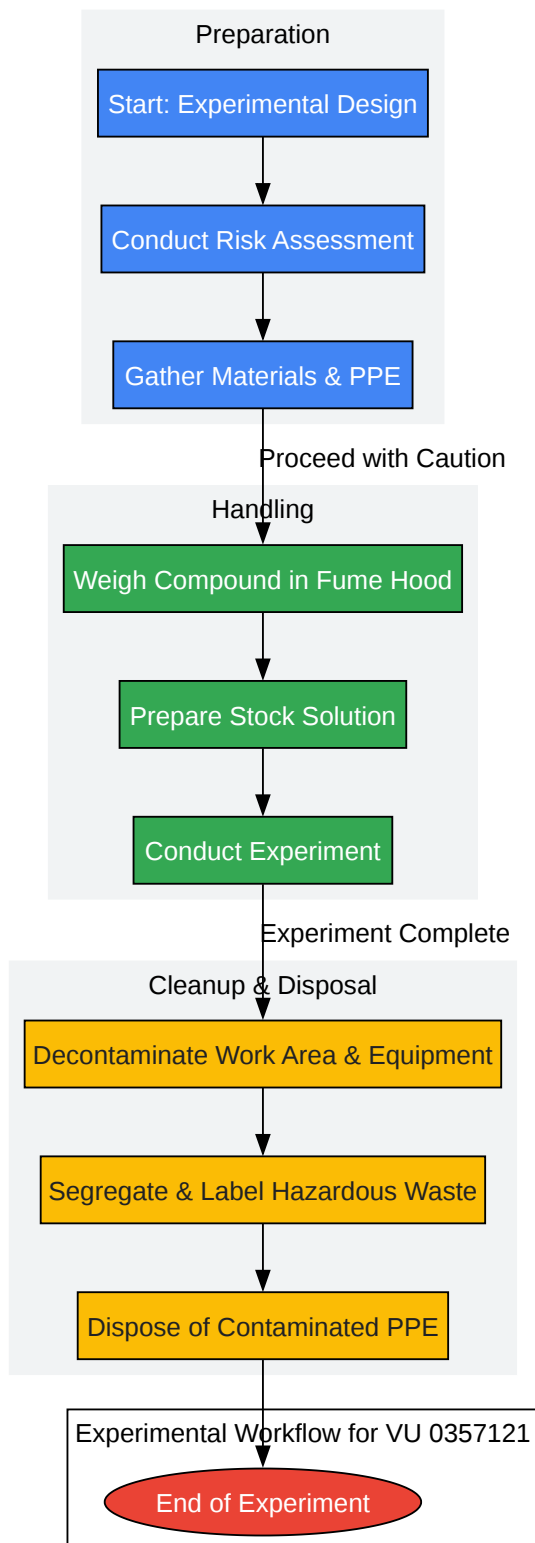 Preparation
Start: Experimental Design
Conduct Risk Assessment
Gather Materials & PPE
Proceed with Caution
Handling
Weigh Compound in Fume Hood
Prepare Stock Solution
Conduct Experiment
Experiment Complete
Cleanup & Disposal
Decontaminate Work Area & Equipment
Segregate & Label Hazardous Waste
Dispose of Contaminated PPE
Experimental Workflow for VU 0357121
End of Experiment